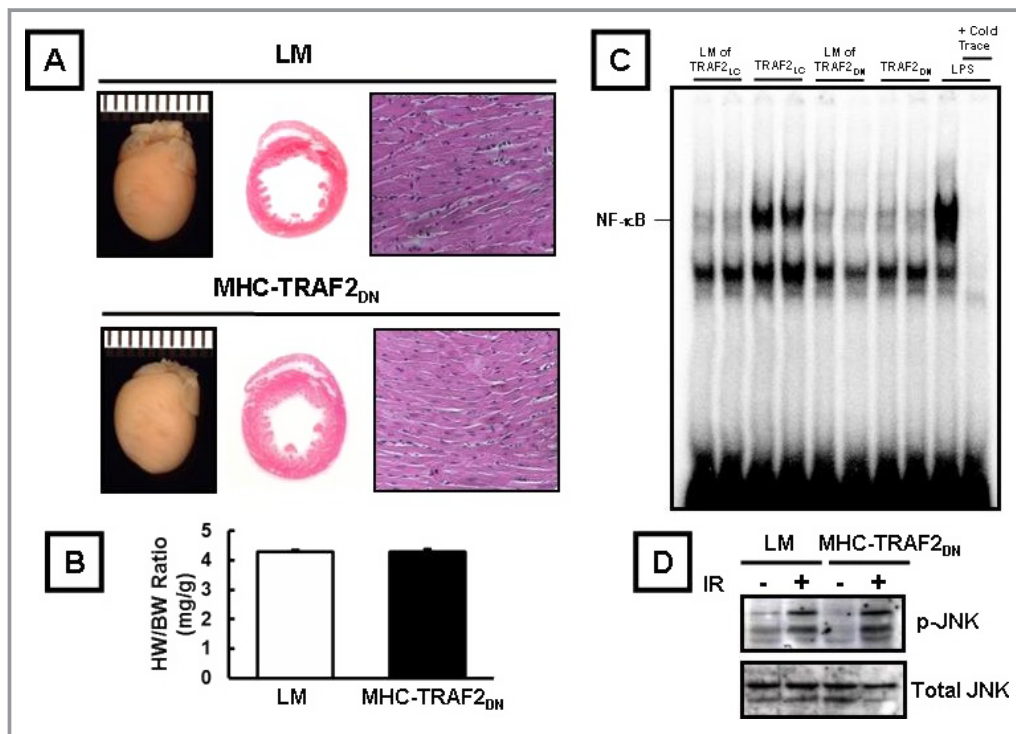 A
LM
MHC-TRAF2DN
B
HW/BW Ratio
(mg/g)
5
4
3
2
1
0
LM
MHC-TRAF2DN
C
+ Cold
Trace
LM of
TRAF2LC
TRAF2LC
LM of
TRAF2DN
TRAF2DN
LPS
NF-κB
D
LM
MHC-TRAF2DN
IR
- + - +
p-JNK
Total JNK